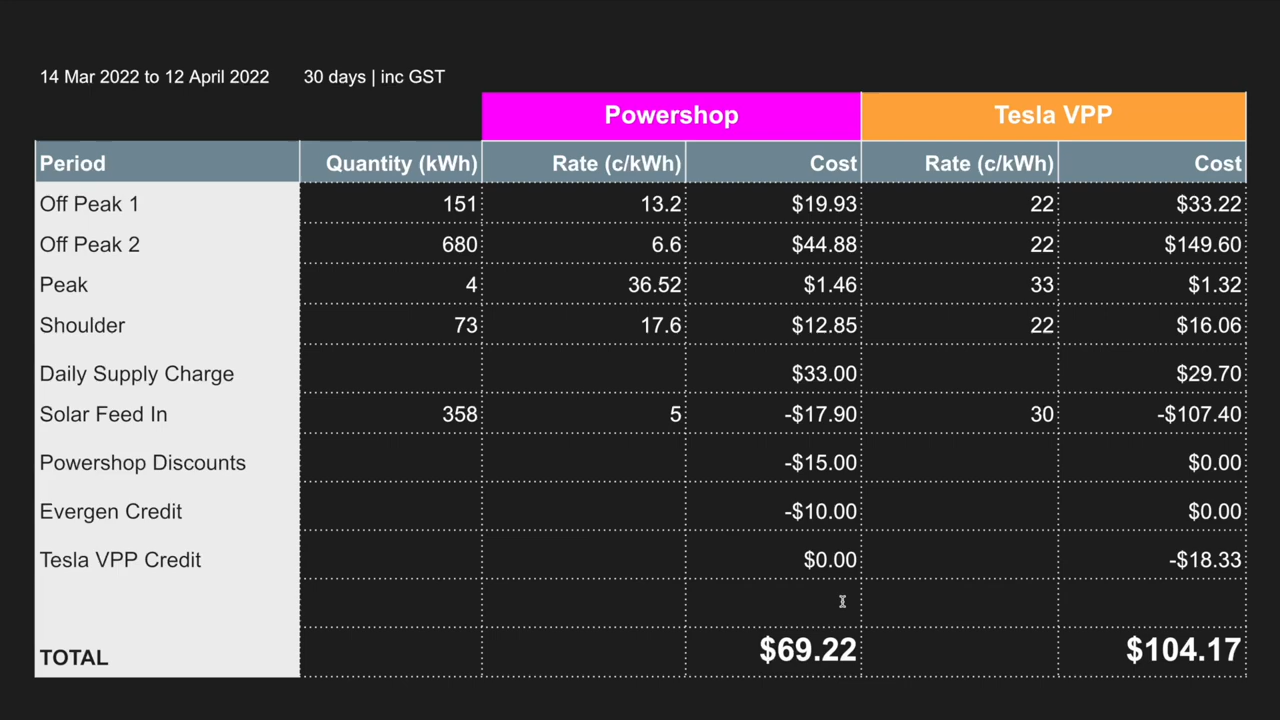 14 Mar 2022 to 12 April 2022 30 days | inc GST
Powershop Tesla VPP
Period Quantity (kWh) Rate (c/kWh) Cost Rate (c/kWh) Cost
Off Peak 1 151 13.2 $19.93 22 $33.22
Off Peak 2 680 6.6 $44.88 22 $149.60
Peak 4 36.52 $1.46 33 $1.32
Shoulder 73 17.6 $12.85 22 $16.06
Daily Supply Charge $33.00 $29.70
Solar Feed In 358 5 -$17.90 30 -$107.40
Powershop Discounts -$15.00 $0.00
Evergen Credit -$10.00 $0.00
Tesla VPP Credit $0.00 -$18.33
TOTAL $69.22 $104.17